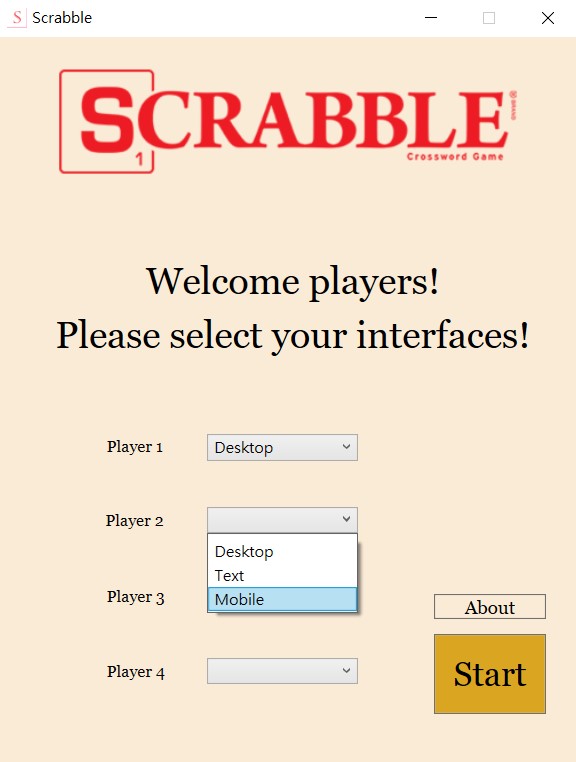 S Scrabble
SCRABBLE
1
BRAND
®
Crossword Game
Welcome players!
Please select your interfaces!
Player 1 Desktop
Player 2
Desktop
Text
Mobile
Player 3
About
Player 4
Start